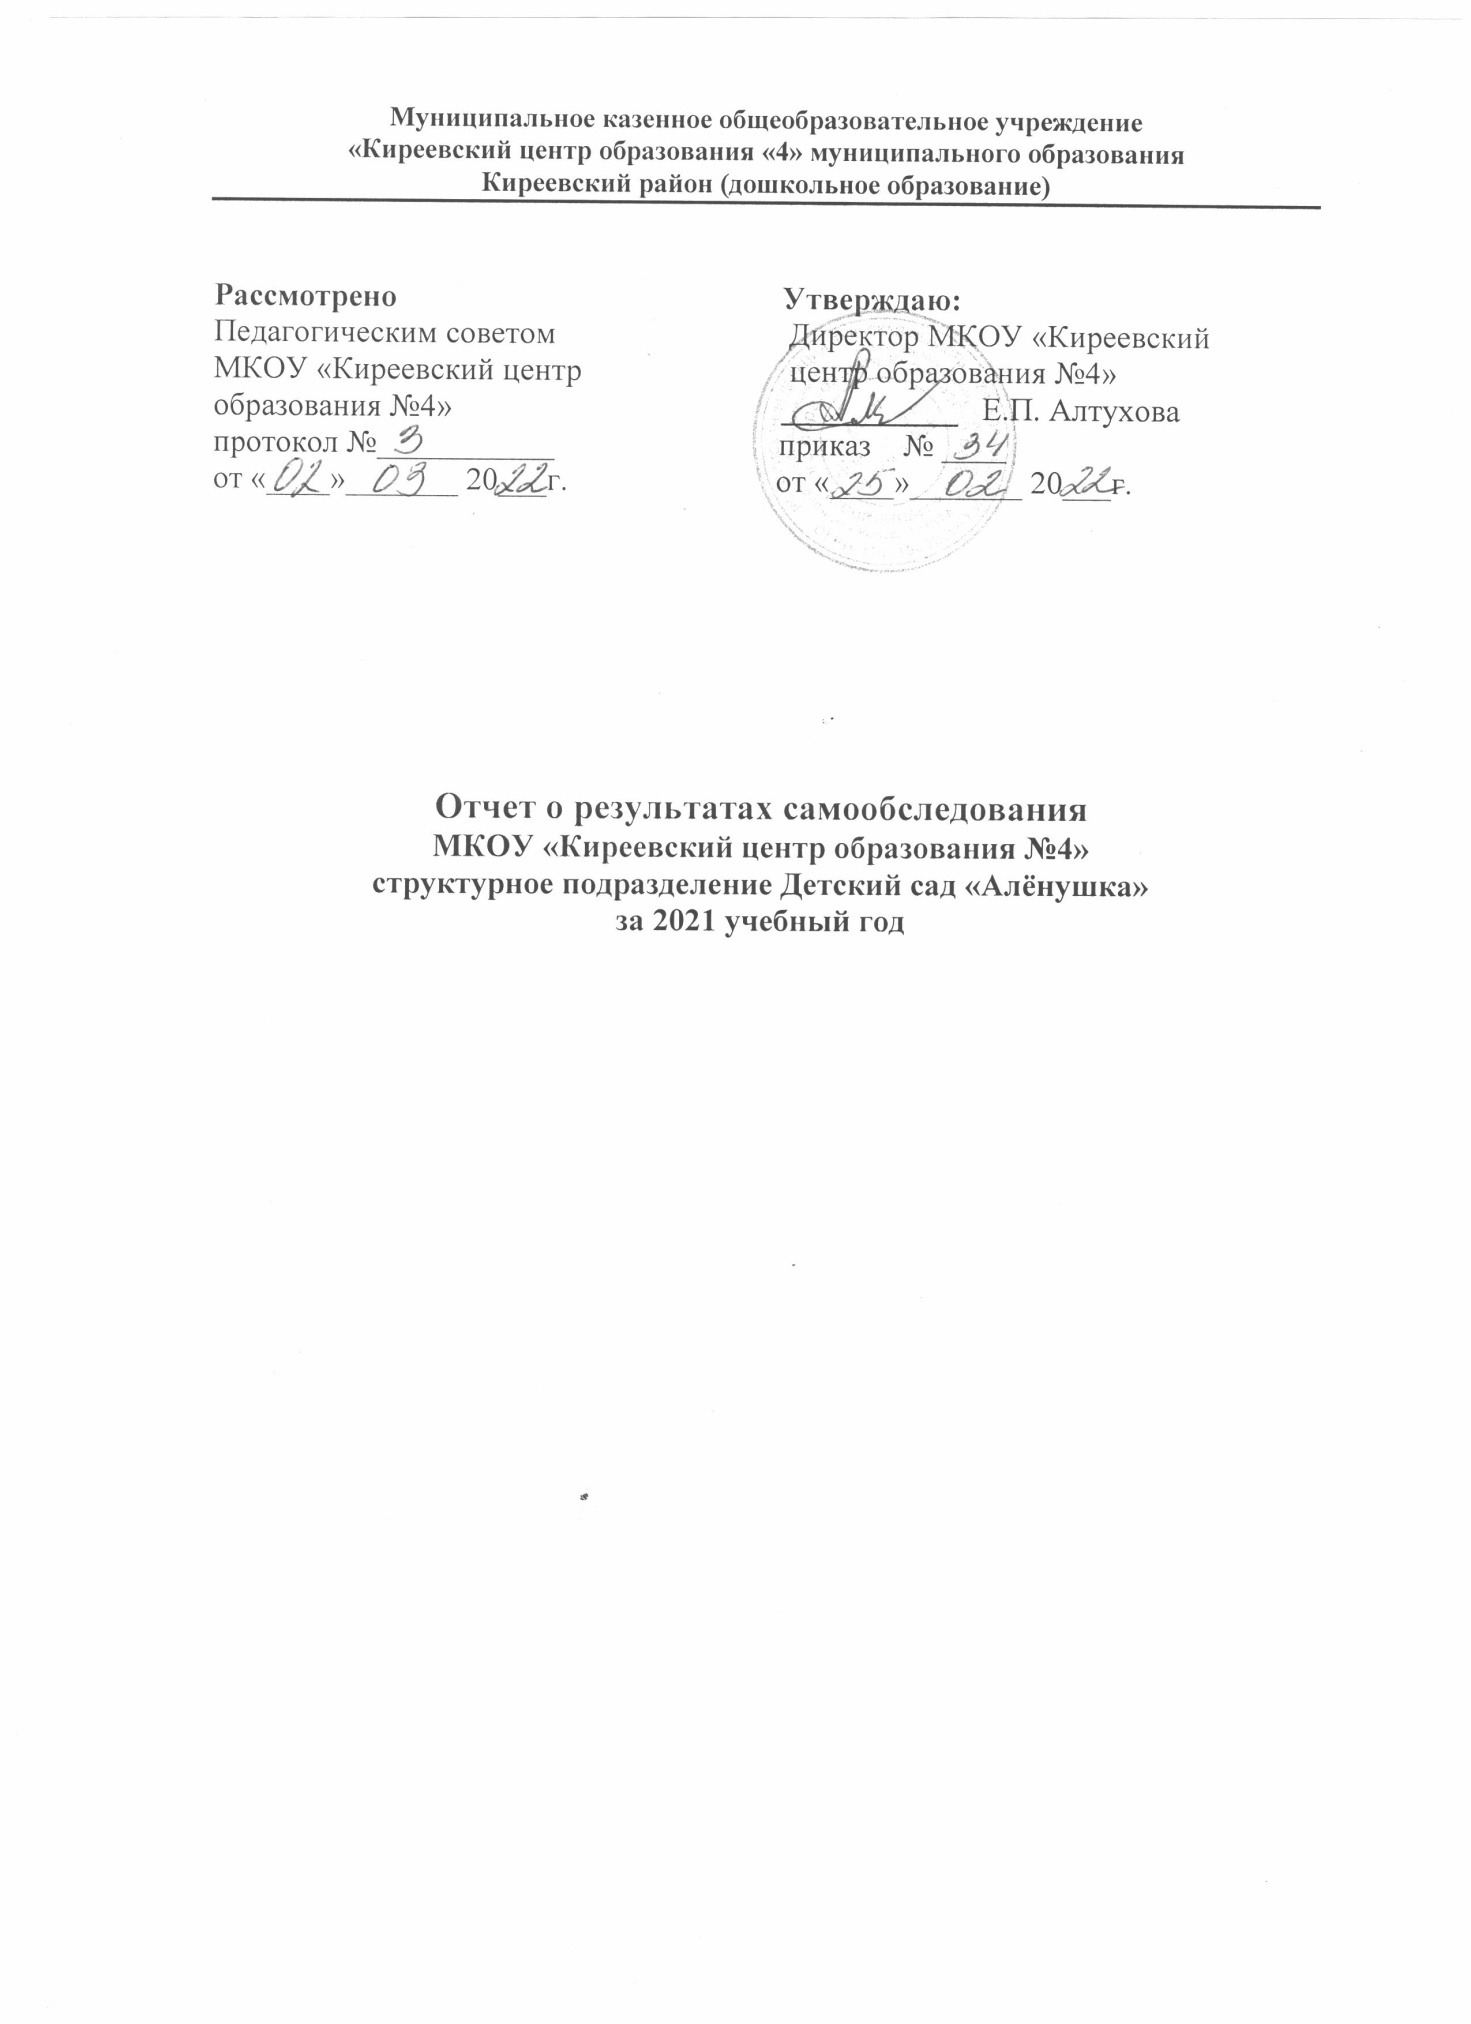 Муниципальное казенное общеобразовательное учреждение
«Киреевский центр образования «4» муниципального образования
Киреевский район (дошкольное образование)
Рассмотрено
Педагогическим советом
МКОУ «Киреевский центр
образования №4»
протокол № 3
от «02» 03 2022г.
Утверждаю:
Директор МКОУ «Киреевский
центр образования №4»
Е.П. Алтухова
приказ № 34
от «25» 02 2022г.
Отчет о результатах самообследования
МКОУ «Киреевский центр образования №4»
структурное подразделение Детский сад «Алёнушка»
за 2021 учебный год